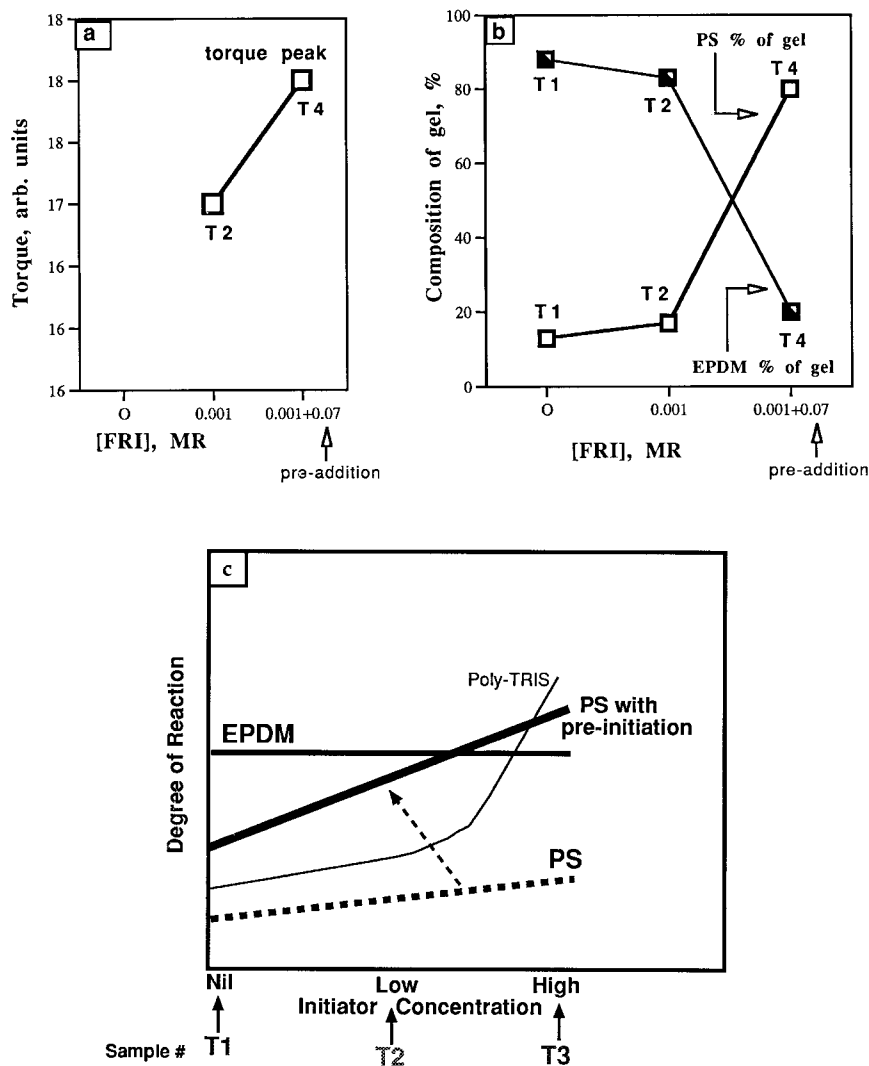 a
torque peak
T 4
T 2
18
18
18
17
16
16
16
Torque, arb. units
O
0.001
0.001+0.07
[FRI], MR
pre-addition
b
PS % of gel
T 4
T 1
T 2
T 1
T 2
T 4
EPDM % of gel
100
80
60
40
20
0
Composition of gel, %
O
0.001
0.001+0.07
[FRI], MR
pre-addition
c
Poly-TRIS
PS with
pre-initiation
EPDM
PS
Degree of Reaction
Nil
Low
High
Initiator Concentration
Sample #
T1
T2
T3